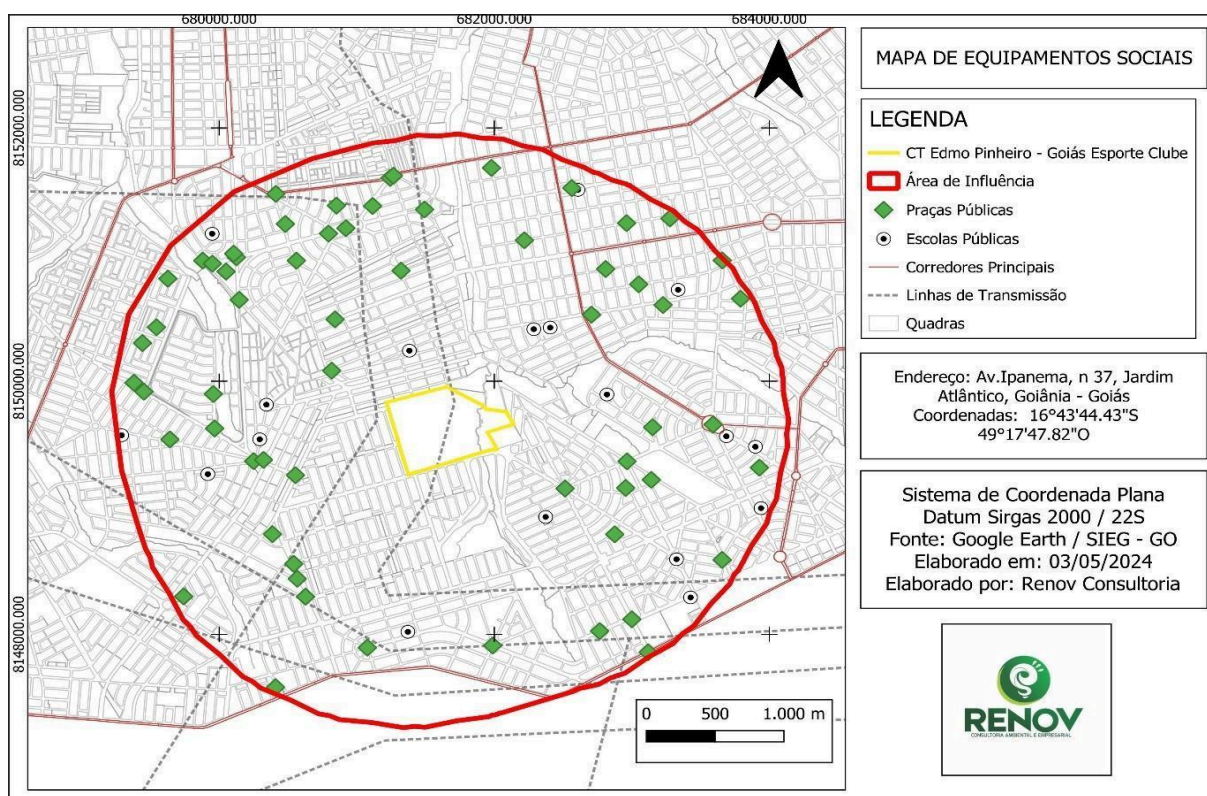 680000.000
682000.000
684000.000
8152000.000
8150000.000
8148000.000
0 500 1.000 m
MAPA DE EQUIPAMENTOS SOCIAIS
LEGENDA
CT Edmo Pinheiro - Goiás Esporte Clube
Área de Influência
Praças Públicas
Escolas Públicas
Corredores Principais
Linhas de Transmissão
Quadras
Endereço: Av.Ipanema, n 37, Jardim
Atlântico, Goiânia - Goiás
Coordenadas: 16°43'44.43"S
49°17'47.82"O
Sistema de Coordenada Plana
Datum Sirgas 2000 / 22S
Fonte: Google Earth / SIEG - GO
Elaborado em: 03/05/2024
Elaborado por: Renov Consultoria
RENOV
CONSULTORIA AMBIENTAL E EMPRESARIAL